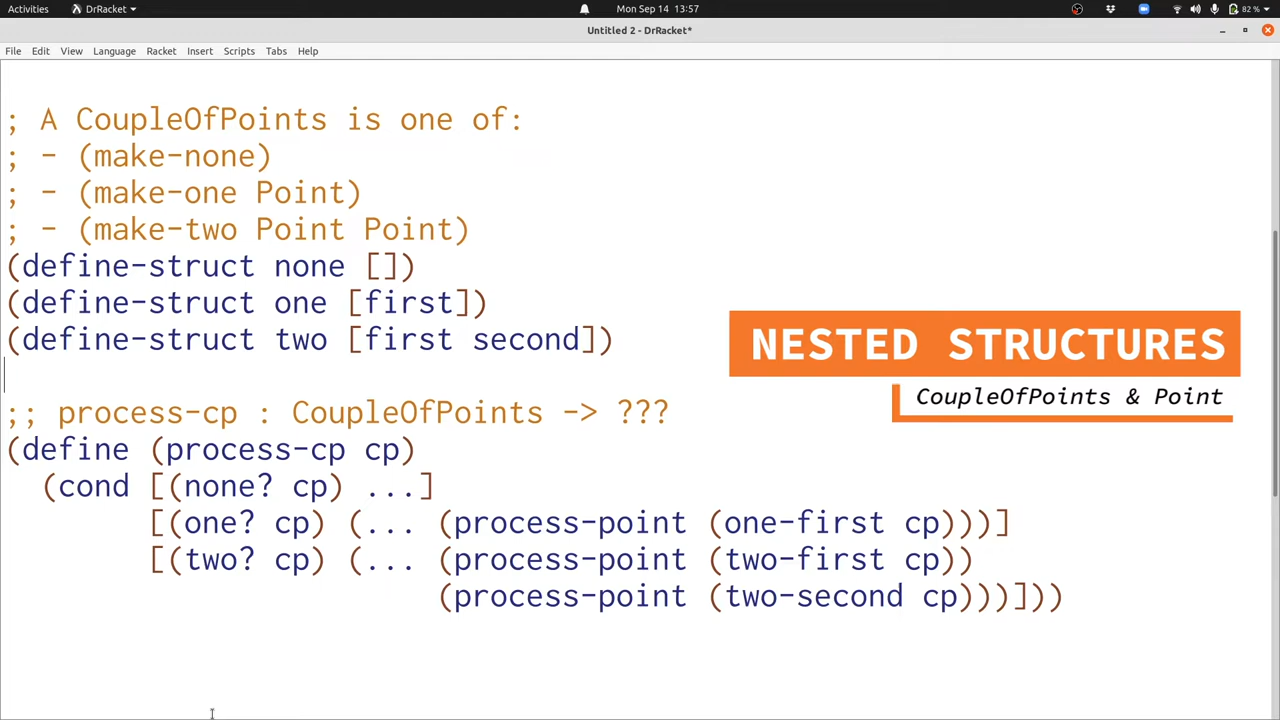 Activities DrRacket Mon Sep 14 13:57 82 %
Untitled 2 - DrRacket*
File Edit View Language Racket Insert Scripts Tabs Help
; A CoupleOfPoints is one of:
; - (make-none)
; - (make-one Point)
; - (make-two Point Point)
(define-struct none [])
(define-struct one [first])
(define-struct two [first second])
NESTED STRUCTURES
CoupleOfPoints & Point
;; process-cp : CoupleOfPoints -> ???
(define (process-cp cp)
(cond [(none? cp) ...]
[(one? cp) (... (process-point (one-first cp)))]
[(two? cp) (... (process-point (two-first cp))
(process-point (two-second cp)))]))